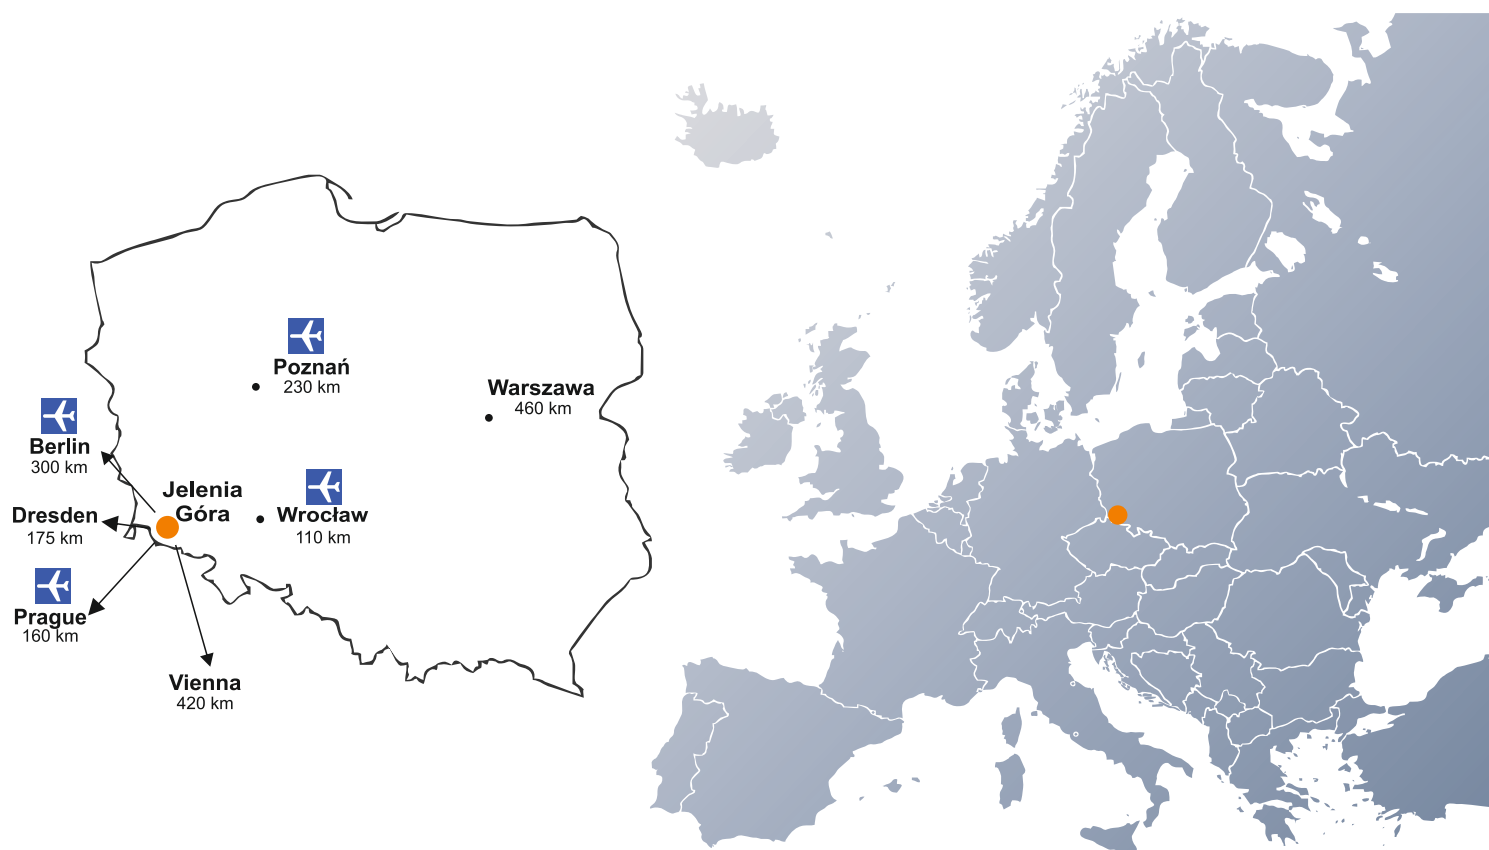 Poznań
230 km
Warszawa
460 km
Berlin
300 km
Jelenia
Góra
Wrocław
110 km
Dresden
175 km
Prague
160 km
Vienna
420 km